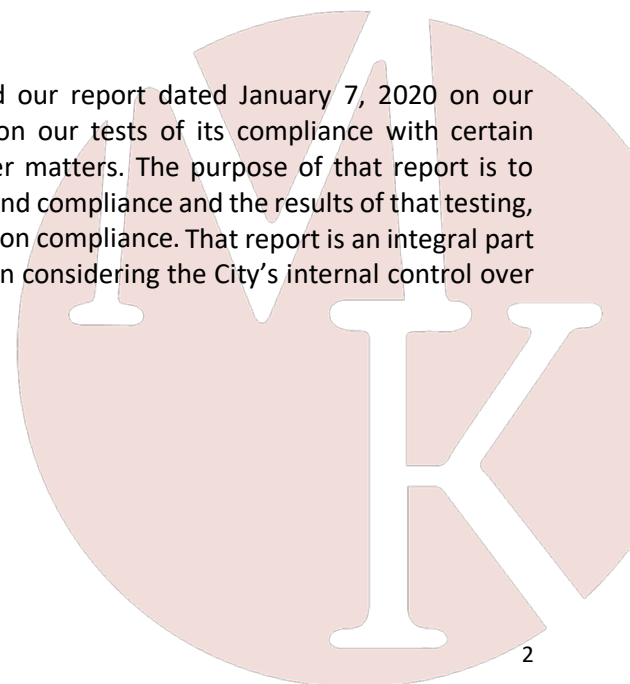 d our report dated January 7, 2020 on our
on our tests of its compliance with certain
er matters. The purpose of that report is to
nd compliance and the results of that testing,
on compliance. That report is an integral part
n considering the City's internal control over
M
K
2